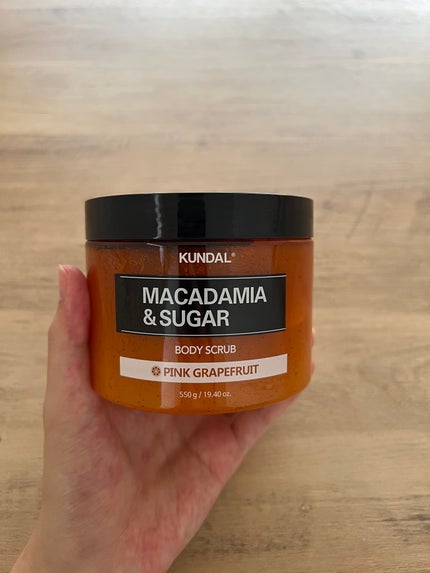 KUNDAL®
MACADAMIA
& SUGAR
BODY SCRUB
PINK GRAPEFRUIT
550 g / 19.40 oz.